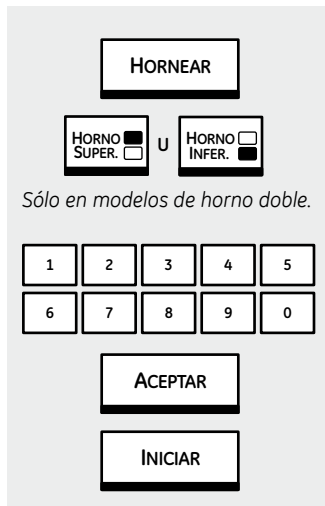 HORNEAR
HORNO SUPER. U HORNO INFER.
Sólo en modelos de horno doble.
1 2 3 4 5
6 7 8 9 0
ACEPTAR
INICIAR